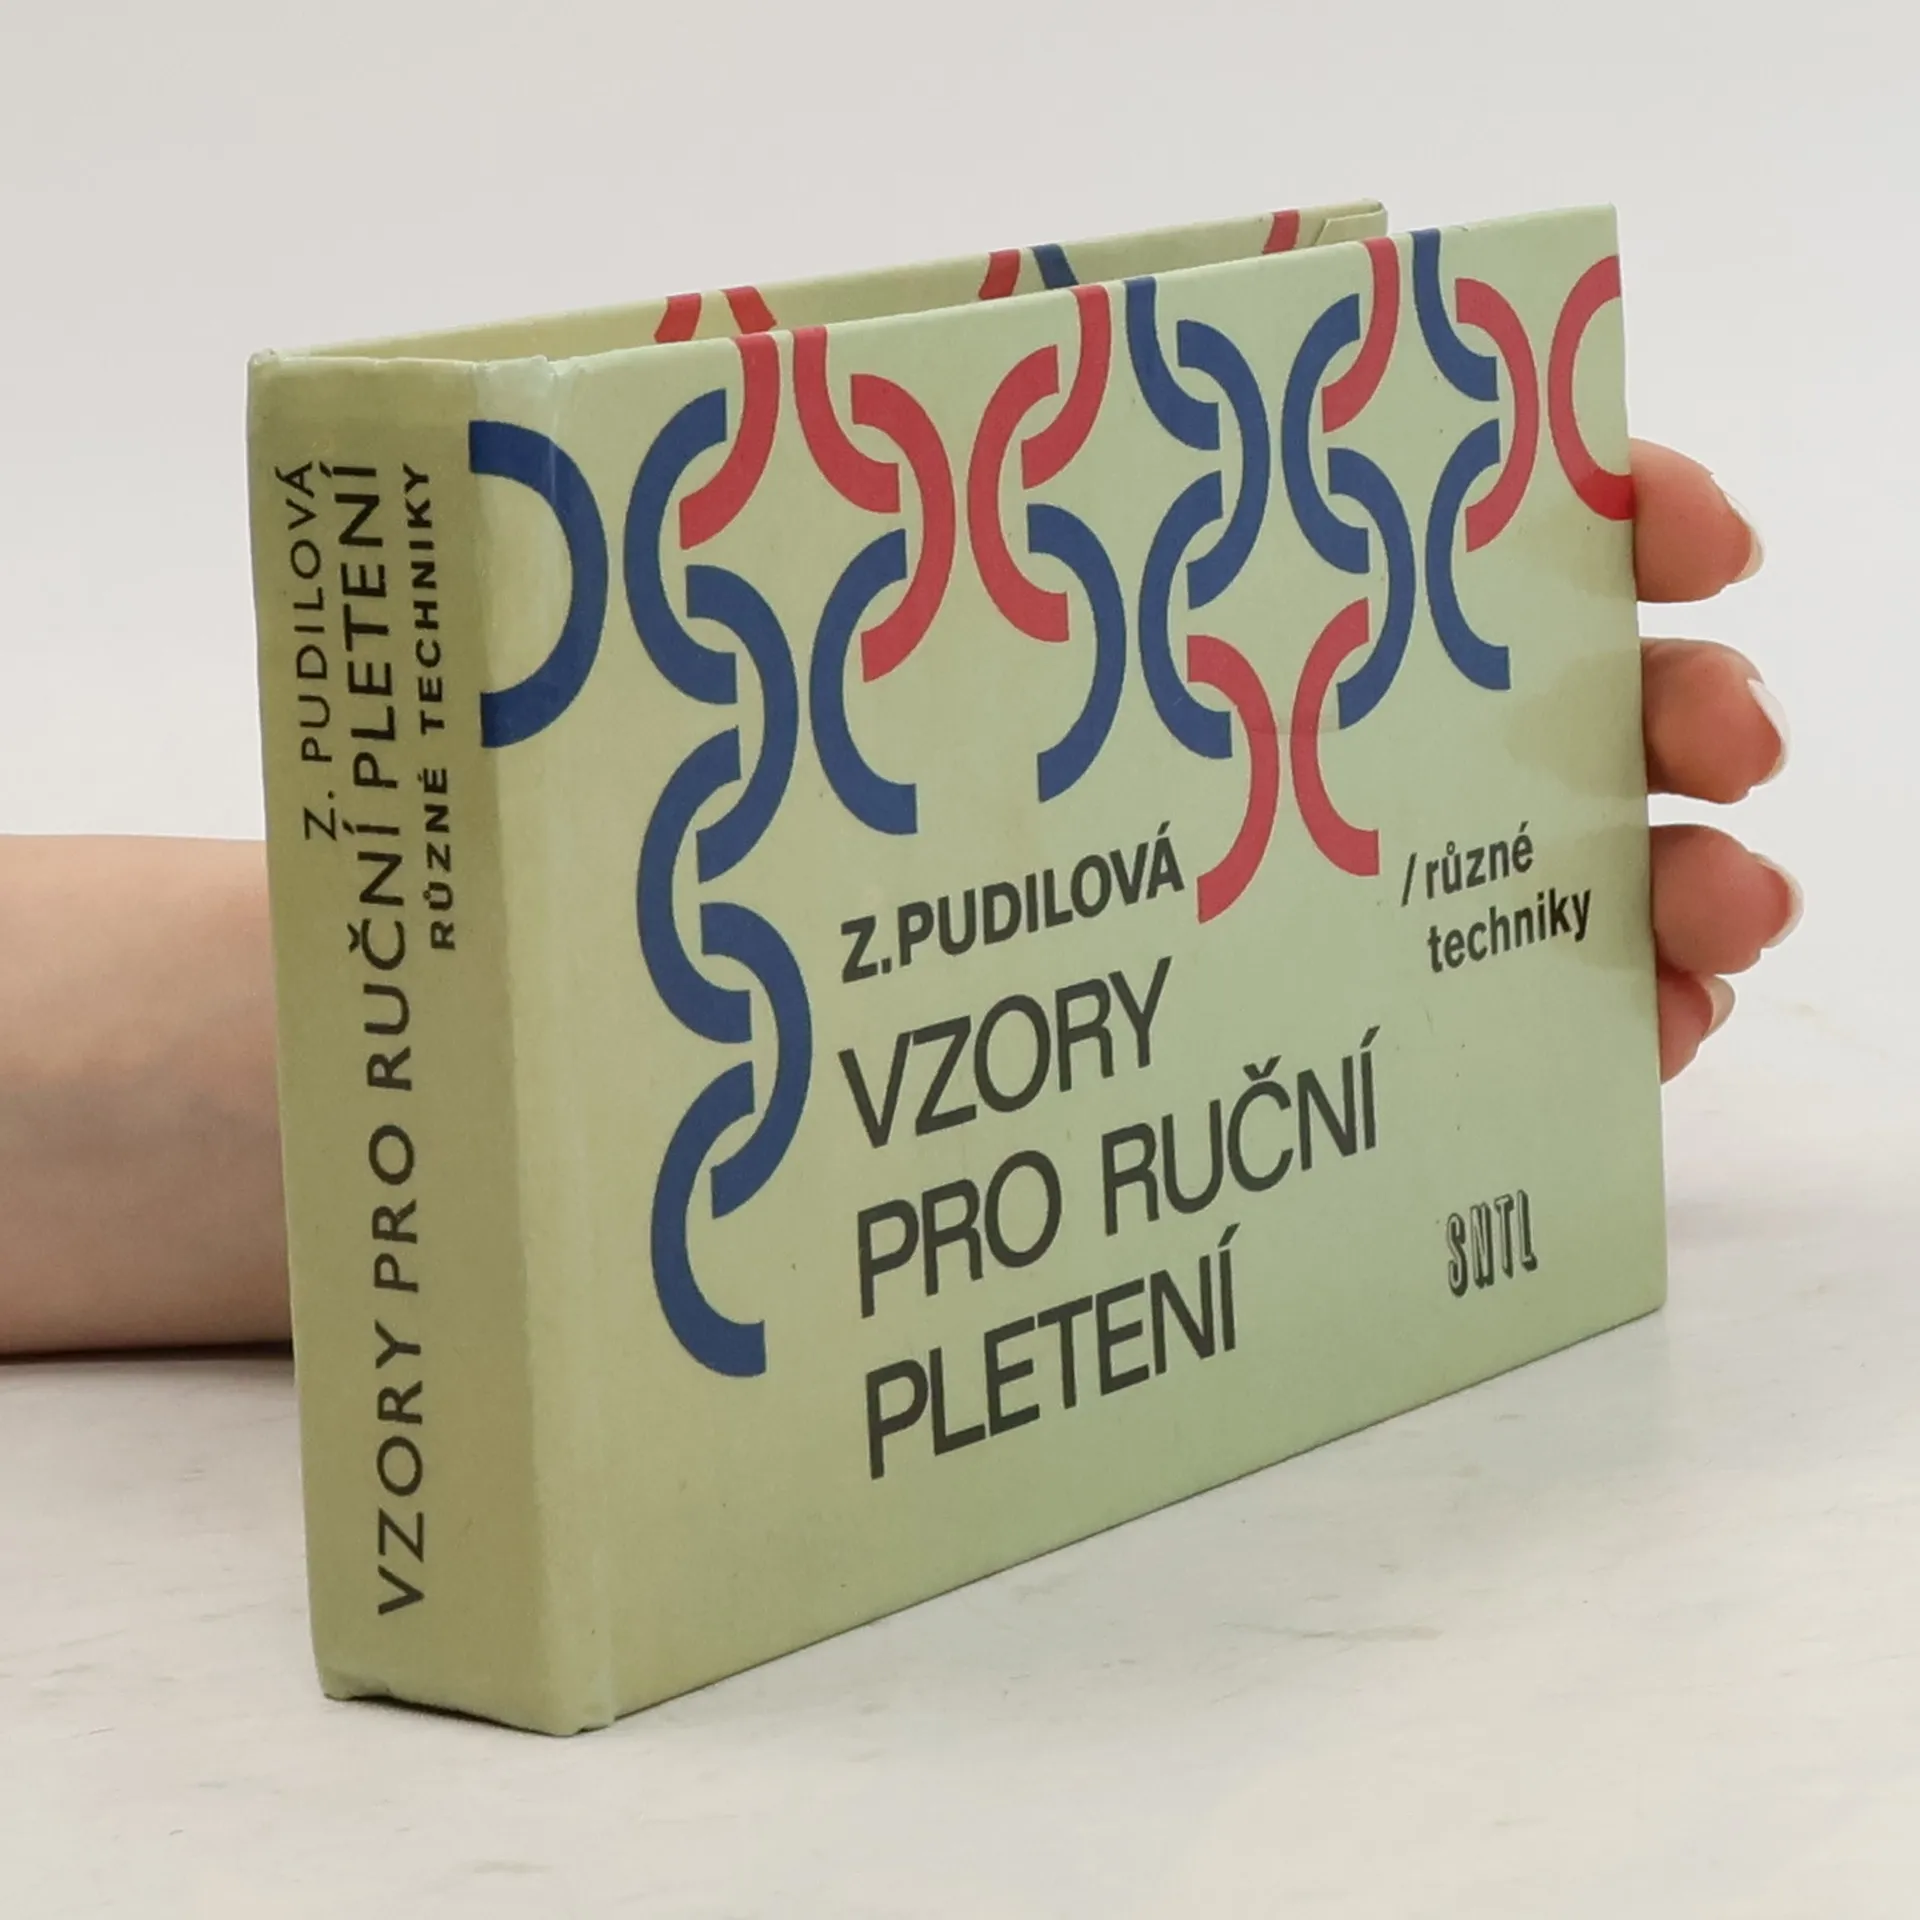 Z. PUDILOVÁ
VZORY PRO RUČNÍ PLETENÍ
RŮZNÉ TECHNIKY
Z.PUDILOVÁ
VZORY
PRO RUČNÍ
PLETENÍ
/různé
techniky
SNTL